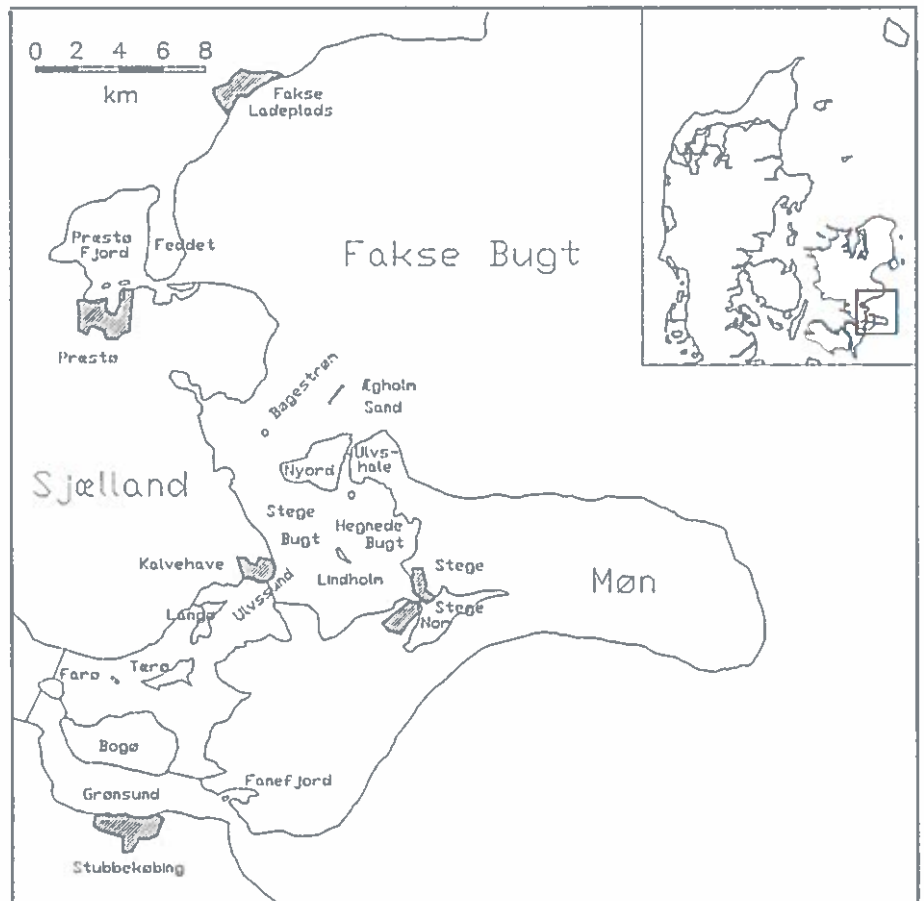 0 2 4 6 8
km
Fakse
Ladeplads
Præstø
Fjord
Feddet
Fakse Bugt
Præstø
Bøgestrøm
Ægholm
Sand
Sjælland
Nyord
Ulvs-
hale
Stege
Bugt
Hegnede
Bugt
Kalvehave
Lindholm
Stege
Møn
Ulvssund
Langø
Stege
Nor
Farø
Tærø
Bogø
Fanefjord
Grønsund
Stubbekøbing